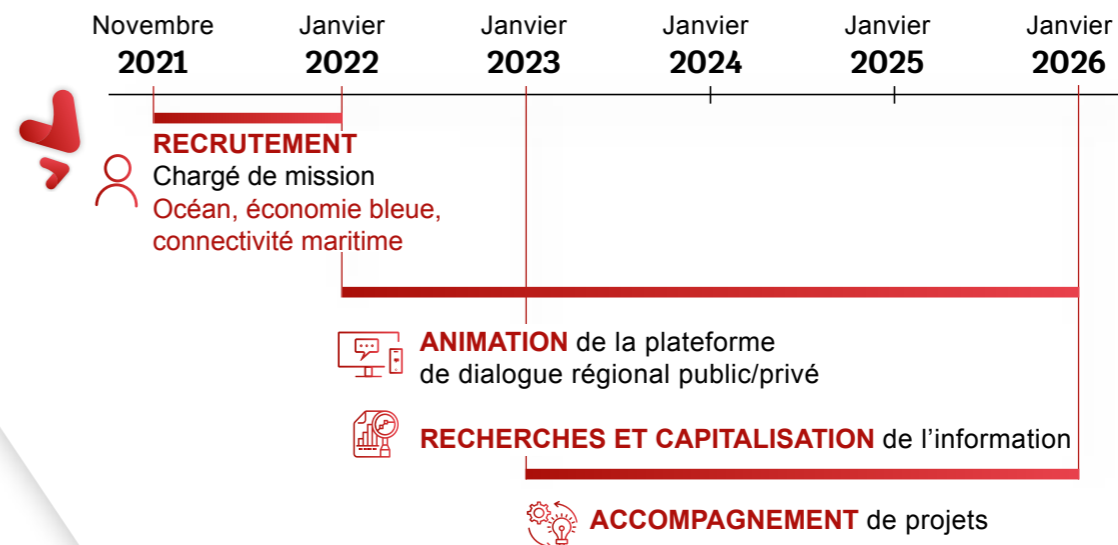 Novembre Janvier Janvier Janvier Janvier Janvier
2021 2022 2023 2024 2025 2026
RECRUTEMENT
Chargé de mission
Océan, économie bleue,
connectivité maritime
ANIMATION de la plateforme
de dialogue régional public/privé
RECHERCHES ET CAPITALISATION de l’information
ACCOMPAGNEMENT de projets